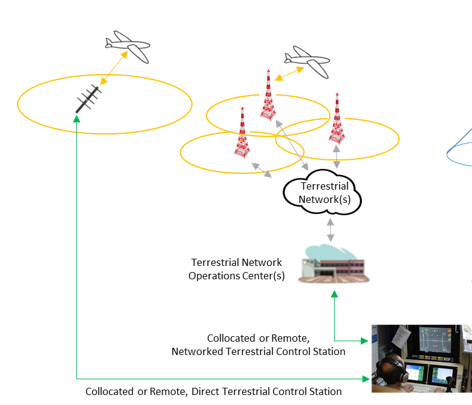 Terrestrial
Network(s)
Terrestrial Network
Operations Center(s)
Collocated or Remote,
Networked Terrestrial Control Station
Collocated or Remote, Direct Terrestrial Control Station